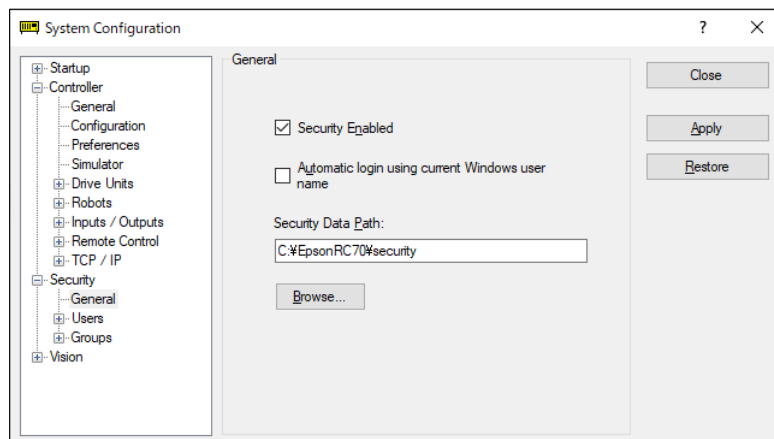 System Configuration
? ×
Startup
Controller
General
Configuration
Preferences
Simulator
Drive Units
Robots
Inputs / Outputs
Remote Control
TCP / IP
Security
General
Users
Groups
Vision
General
Security Enabled
Automatic login using current Windows user
name
Security Data Path:
C:¥EpsonRC70¥security
Browse...
Close
Apply
Restore